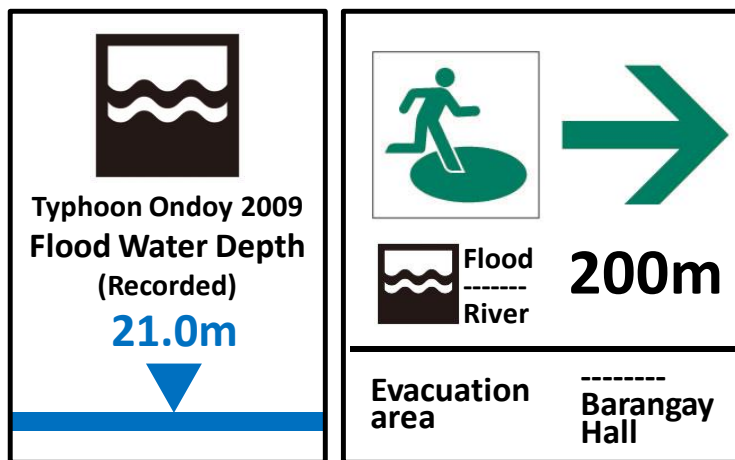 Typhoon Ondoy 2009
Flood Water Depth
(Recorded)
21.0m
Flood
-------
River
200m
Evacuation
area
--------
Barangay
Hall